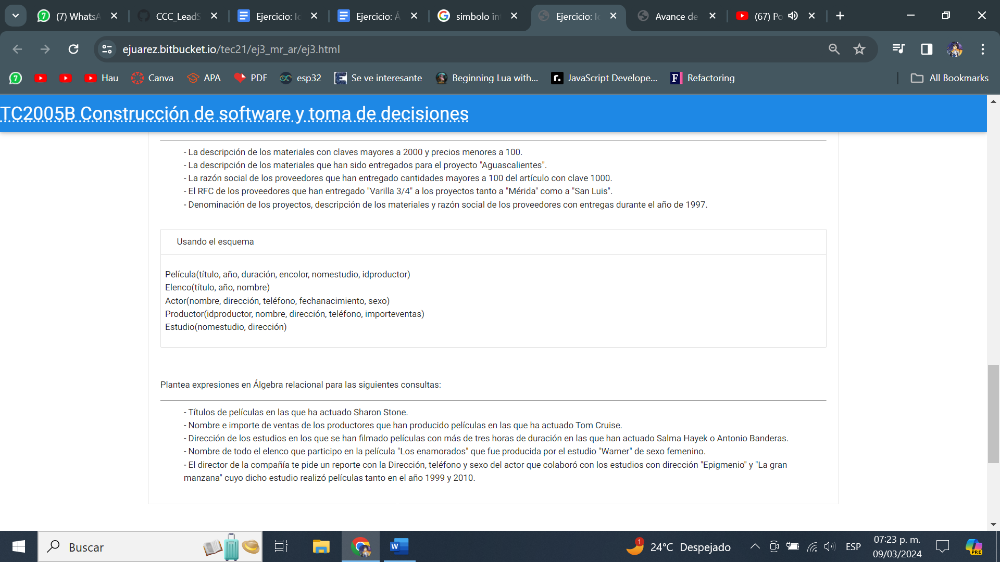 (7) WhatsA
CCC_LeadS
Ejercicio: Ic
Ejercicio: Á
simbolo int
Ejercicio: Ic
Avance de
(67) Po
ejuarez.bitbucket.io/tec21/ej3_mr_ar/ej3.html
Hau
Canva
APA
PDF
esp32
Se ve interesante
Beginning Lua with...
JavaScript Develope...
Refactoring
All Bookmarks
TC2005B Construcción de software y toma de decisiones
- La descripción de los materiales con claves mayores a 2000 y precios menores a 100.
- La descripción de los materiales que han sido entregados para el proyecto "Aguascalientes".
- La razón social de los proveedores que han entregado cantidades mayores a 100 del artículo con clave 1000.
- El RFC de los proveedores que han entregado "Varilla 3/4" a los proyectos tanto a "Mérida" como a "San Luis".
- Denominación de los proyectos, descripción de los materiales y razón social de los proveedores con entregas durante el año de 1997.
Usando el esquema
Película(título, año, duración, encolor, nomestudio, idproductor)
Elenco(título, año, nombre)
Actor(nombre, dirección, teléfono, fechanacimiento, sexo)
Productor(idproductor, nombre, dirección, teléfono, importeventas)
Estudio(nomestudio, dirección)
Plantea expresiones en Álgebra relacional para las siguientes consultas:
- Títulos de películas en las que ha actuado Sharon Stone.
- Nombre e importe de ventas de los productores que han producido películas en las que ha actuado Tom Cruise.
- Dirección de los estudios en los que se han filmado películas con más de tres horas de duración en las que han actuado Salma Hayek o Antonio Banderas.
- Nombre de todo el elenco que participo en la película "Los enamorados" que fue producida por el estudio "Warner" de sexo femenino.
- El director de la compañía te pide un reporte con la Dirección, teléfono y sexo del actor que colaboró con los estudios con dirección "Epigmenio" y "La gran
manzana" cuyo dicho estudio realizó películas tanto en el año 1999 y 2010.
Buscar
1
24°C Despejado
ESP
07:23 p. m.
09/03/2024
PRE